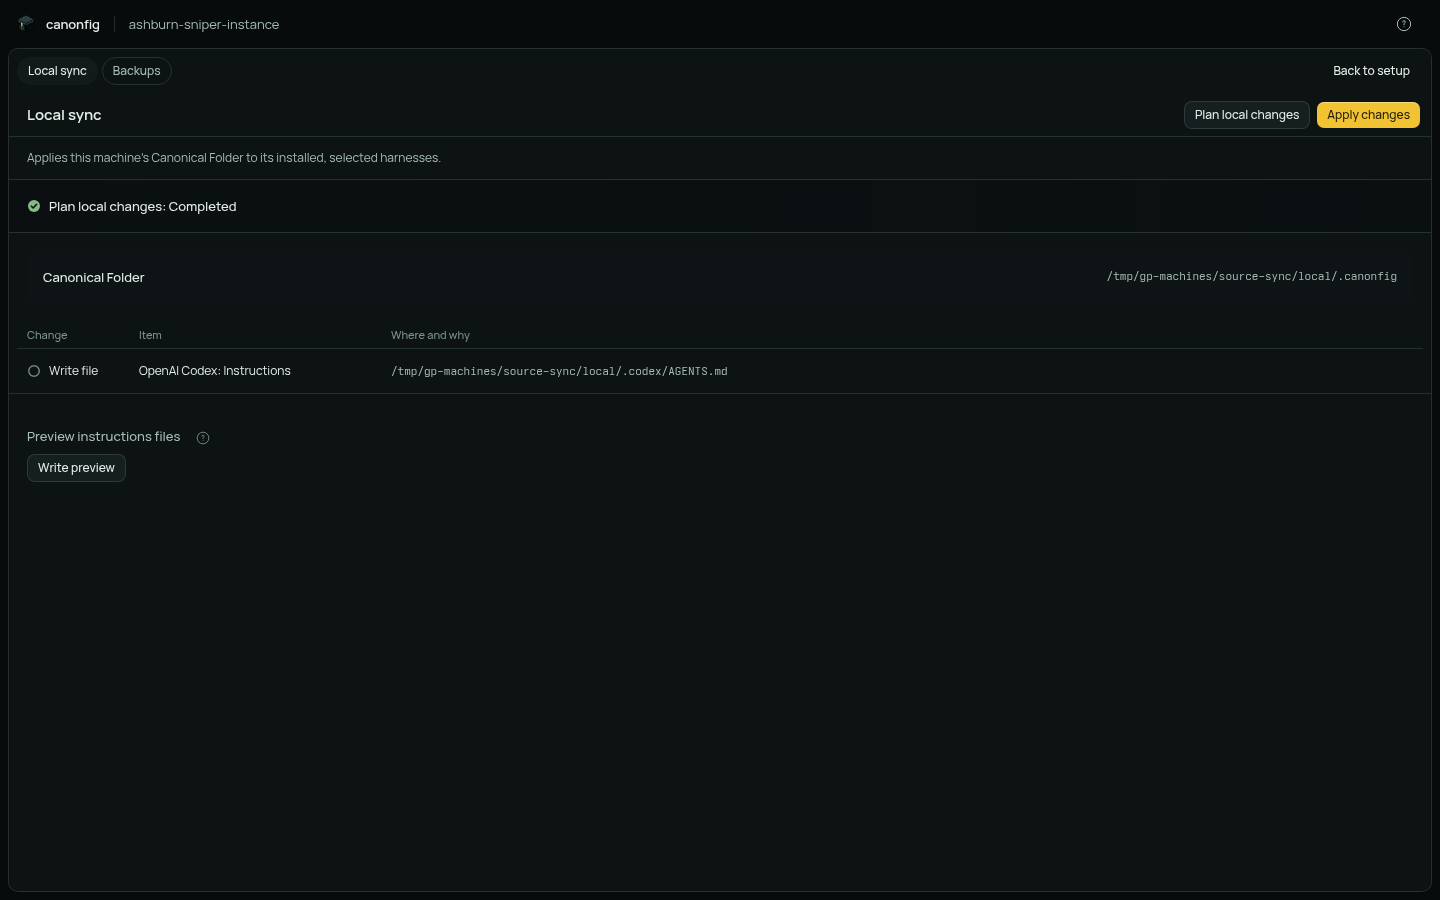 canonfig
ashburn-sniper-instance
Local sync
Backups
Back to setup
Local sync
Plan local changes
Apply changes
Applies this machine's Canonical Folder to its installed, selected harnesses.
Plan local changes: Completed
Canonical Folder
/tmp/gp-machines/source-sync/local/.canonfig
Change
Item
Where and why
Write file
OpenAI Codex: Instructions
/tmp/gp-machines/source-sync/local/.codex/AGENTS.md
Preview instructions files
Write preview